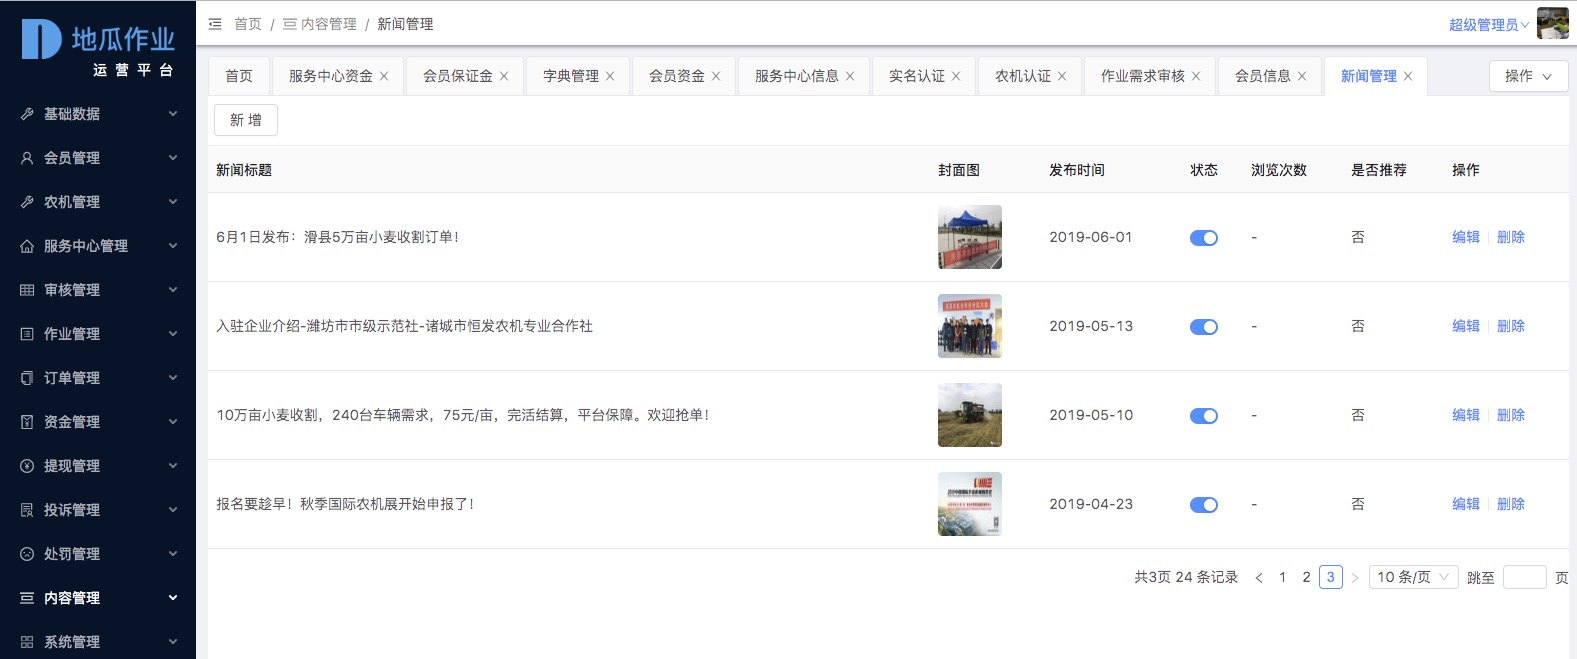 地瓜作业
运营平台
基础数据
会员管理
农机管理
服务中心管理
审核管理
作业管理
订单管理
资金管理
提现管理
投诉管理
处罚管理
内容管理
系统管理
首页 / 内容管理 / 新闻管理
超级管理员
首页 服务中心资金 会员保证金 字典管理 会员资金 服务中心信息 实名认证 农机认证 作业需求审核 会员信息 新闻管理 操作
新 增
新闻标题 封面图 发布时间 状态 浏览次数 是否推荐 操作
6月1日发布：滑县5万亩小麦收割订单！ 2019-06-01 - 否 编辑 删除
入驻企业介绍-潍坊市市级示范社-诸城市恒发农机专业合作社 2019-05-13 - 否 编辑 删除
10万亩小麦收割，240台车辆需求，75元/亩，完活结算，平台保障。欢迎抢单！ 2019-05-10 - 否 编辑 删除
报名要趁早！秋季国际农机展开始申报了！ 2019-04-23 - 否 编辑 删除
共3页 24 条记录 < 1 2 3 > 10 条/页 跳至 页